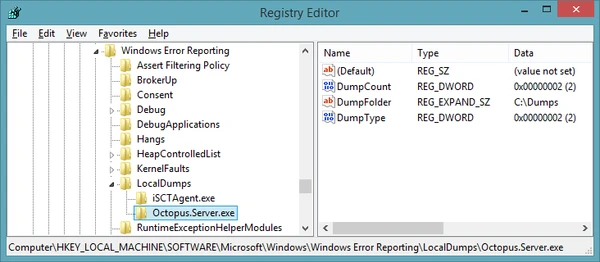 Registry Editor
File Edit View Favorites Help
Windows Error Reporting
Assert Filtering Policy
BrokerUp
Consent
Debug
DebugApplications
Hangs
HeapControlledList
KernelFaults
LocalDumps
iSCTAgent.exe
Octopus.Server.exe
RuntimeExceptionHelperModules
Name Type Data
ab (Default) REG_SZ (value not set)
DumpCount REG_DWORD 0x00000002 (2)
ab DumpFolder REG_EXPAND_SZ C:\Dumps
DumpType REG_DWORD 0x00000002 (2)
Computer\HKEY_LOCAL_MACHINE\SOFTWARE\Microsoft\Windows\Windows Error Reporting\LocalDumps\Octopus.Server.exe